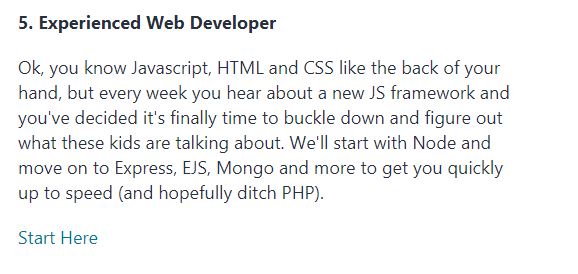 5. Experienced Web Developer
Ok, you know Javascript, HTML and CSS like the back of your
hand, but every week you hear about a new JS framework and
you've decided it's finally time to buckle down and figure out
what these kids are talking about. We'll start with Node and
move on to Express, EJS, Mongo and more to get you quickly
up to speed (and hopefully ditch PHP).
Start Here